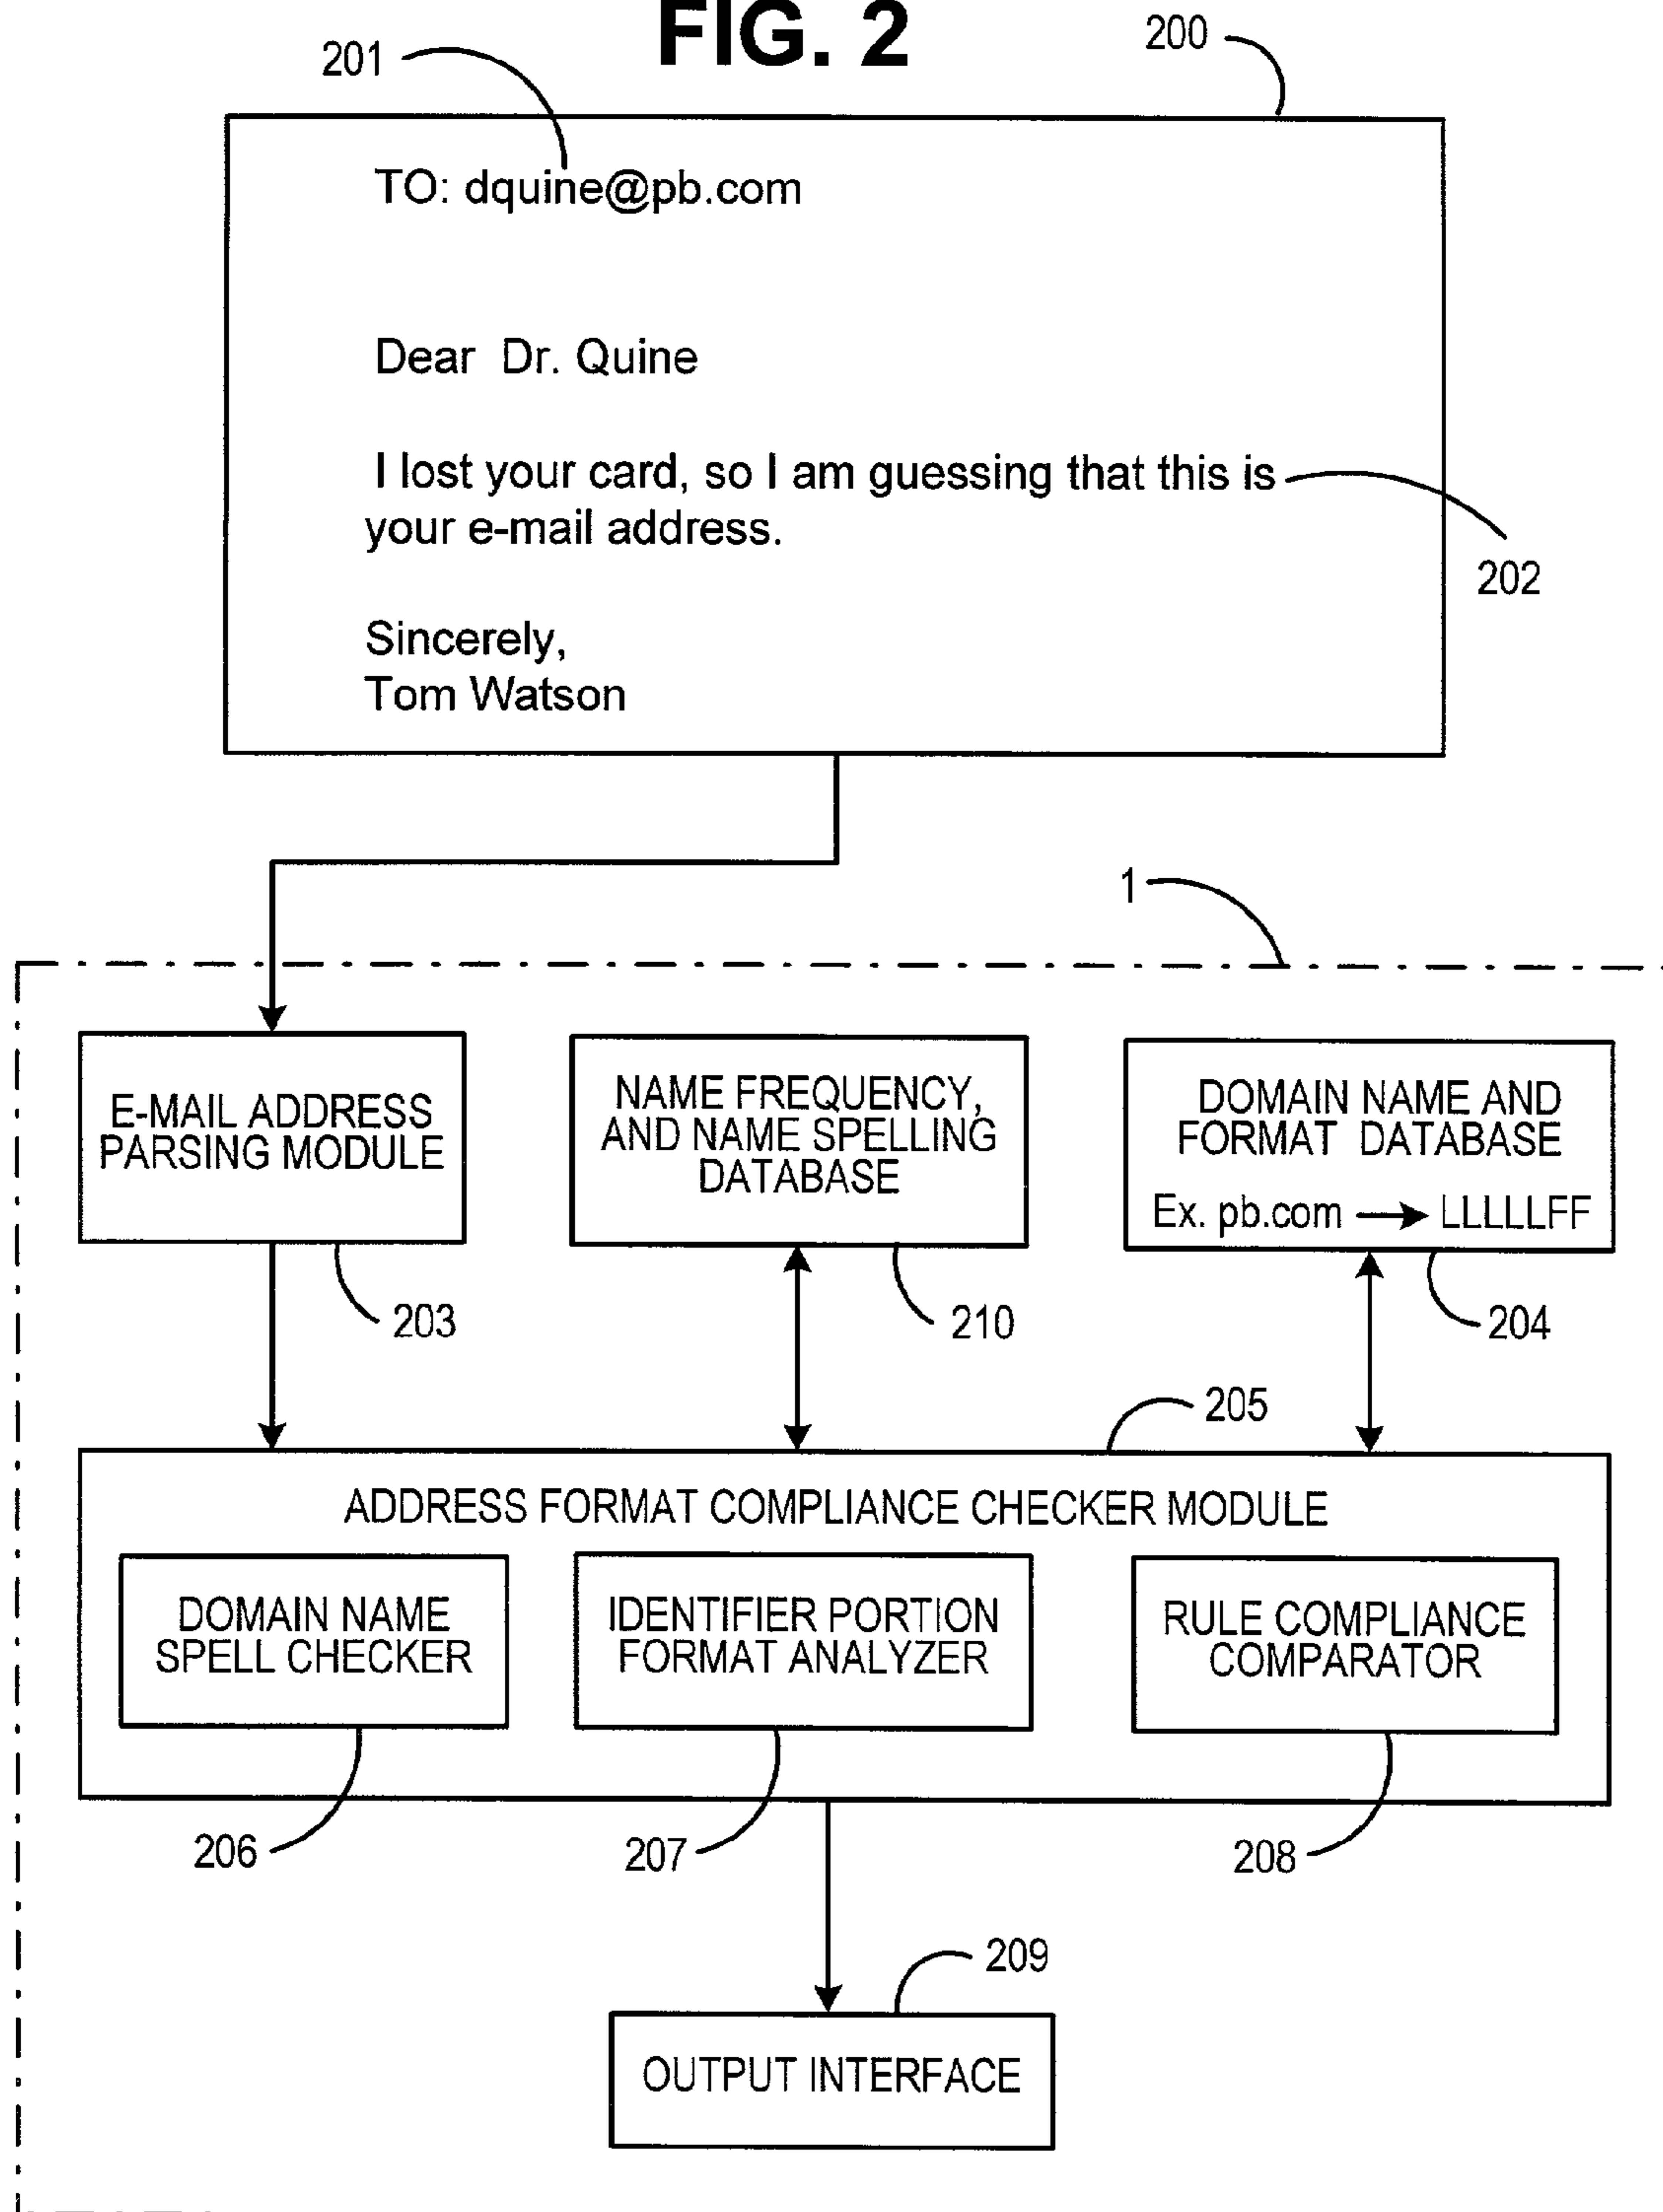 FIG. 2
201
200
TO: dquine@pb.com
Dear Dr. Quine
I lost your card, so I am guessing that this is
your e-mail address.
202
Sincerely,
Tom Watson
1
E-MAIL ADDRESS
PARSING MODULE
NAME FREQUENCY,
AND NAME SPELLING
DATABASE
DOMAIN NAME AND
FORMAT DATABASE
Ex. pb.com → LLLLLFF
203
210
204
205
ADDRESS FORMAT COMPLIANCE CHECKER MODULE
DOMAIN NAME
SPELL CHECKER
IDENTIFIER PORTION
FORMAT ANALYZER
RULE COMPLIANCE
COMPARATOR
206
207
208
209
OUTPUT INTERFACE